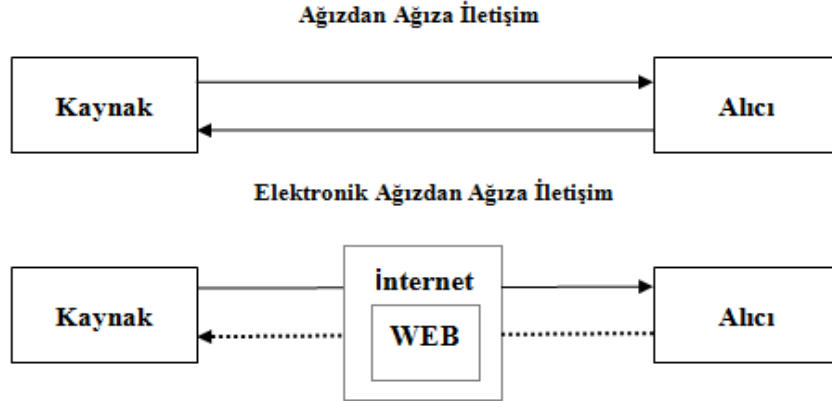 Ağızdan Ağıza İletişim
Kaynak
Alıcı
Elektronik Ağızdan Ağıza İletişim
Kaynak
İnternet
WEB
Alıcı